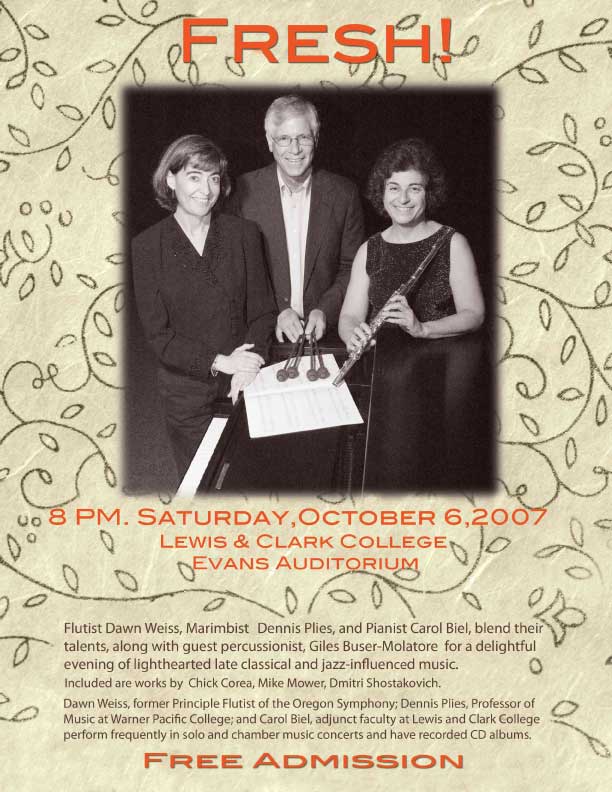 FRESH!
8 PM. SATURDAY,OCTOBER 6,2007
LEWIS & CLARK COLLEGE
EVANS AUDITORIUM
Flutist Dawn Weiss, Marimbist Dennis Plies, and Pianist Carol Biel, blend their
talents, along with guest percussionist, Giles Buser-Molatore for a delightful
evening of lighthearted late classical and jazz-influenced music.
Included are works by Chick Corea, Mike Mower, Dmitri Shostakovich.
Dawn Weiss, former Principle Flutist of the Oregon Symphony; Dennis Plies, Professor of
Music at Warner Pacific College; and Carol Biel, adjunct faculty at Lewis and Clark College
perform frequently in solo and chamber music concerts and have recorded CD albums.
FREE ADMISSION